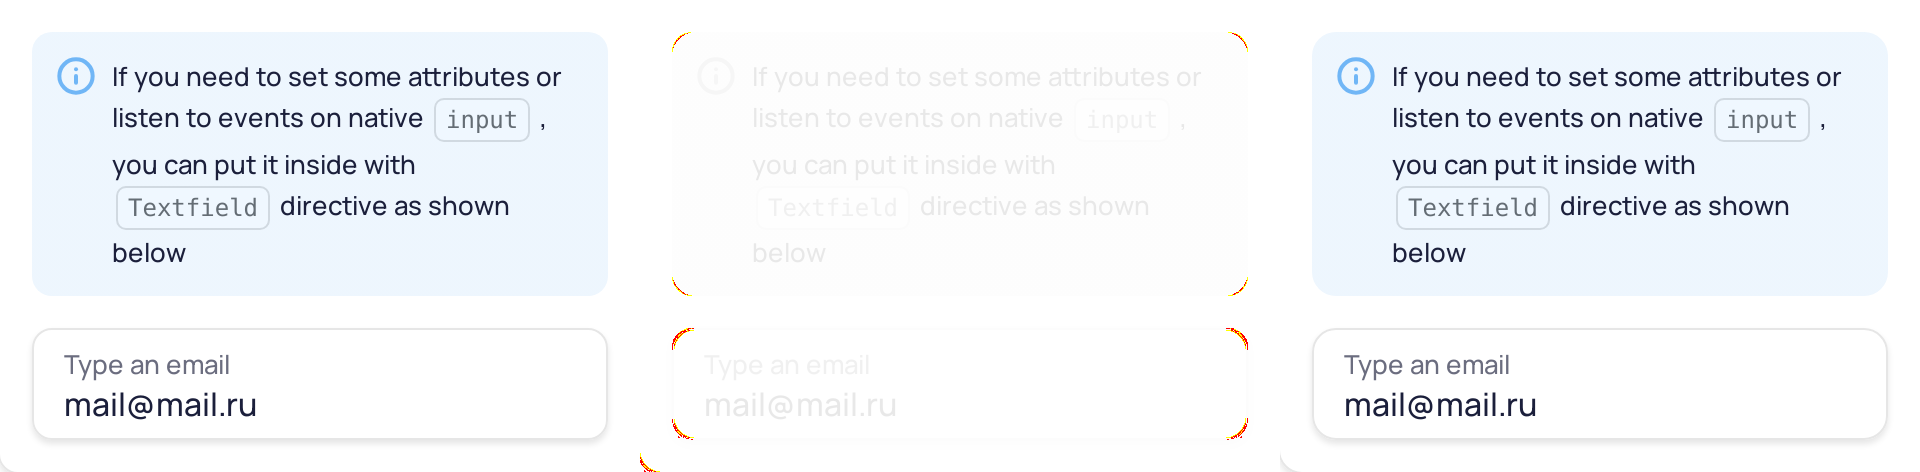 If you need to set some attributes or
listen to events on native input ,
you can put it inside with
Textfield directive as shown
below
Type an email
mail@mail.ru
If you need to set some attributes or
listen to events on native input ,
you can put it inside with
Textfield directive as shown
below
Type an email
mail@mail.ru
If you need to set some attributes or
listen to events on native input ,
you can put it inside with
Textfield directive as shown
below
Type an email
mail@mail.ru